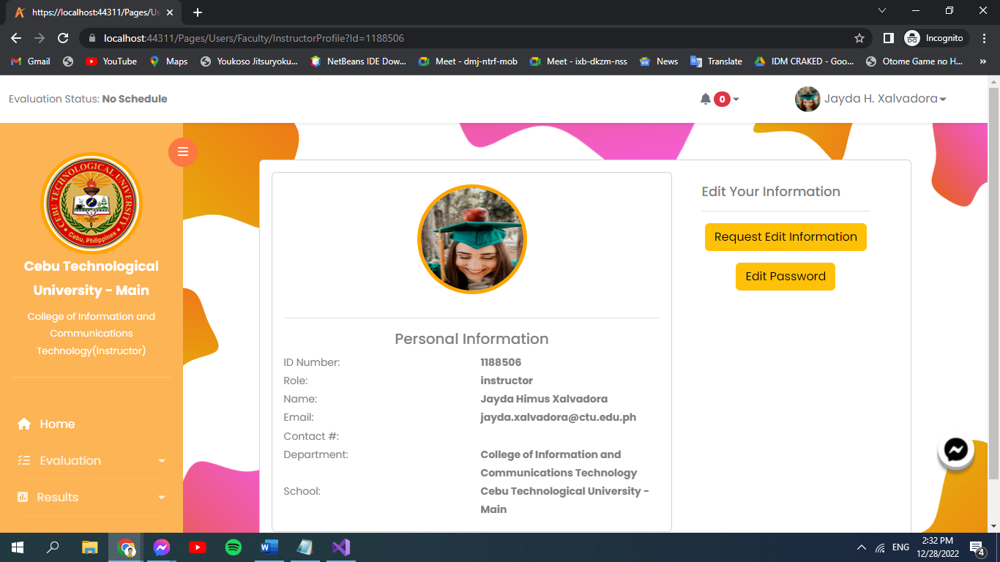 https://localhost:44311/Pages/Us
localhost:44311/Pages/Users/Faculty/InstructorProfile?Id=1188506
Incognito
Gmail
YouTube
Maps
Youkoso Jitsuryoku...
NetBeans IDE Dow...
Meet - dmj-ntrf-mob
Meet - ixb-dkzm-nss
News
Translate
IDM CRAKED - Goo...
Otome Game no H...
»
Evaluation Status: No Schedule
0
Jayda H. Xalvadora
CEBU TECHNOLOGICAL UNIVERSITY
Cebu, Philippines
Cebu Technological
University - Main
College of Information and
Communications
Technology(instructor)
Home
Evaluation
Results
Personal Information
ID Number: 1188506
Role: instructor
Name: Jayda Himus Xalvadora
Email: jayda.xalvadora@ctu.edu.ph
Contact #:
Department: College of Information and
Communications Technology
School: Cebu Technological University -
Main
Edit Your Information
Request Edit Information
Edit Password
ENG
2:32 PM
12/28/2022
4